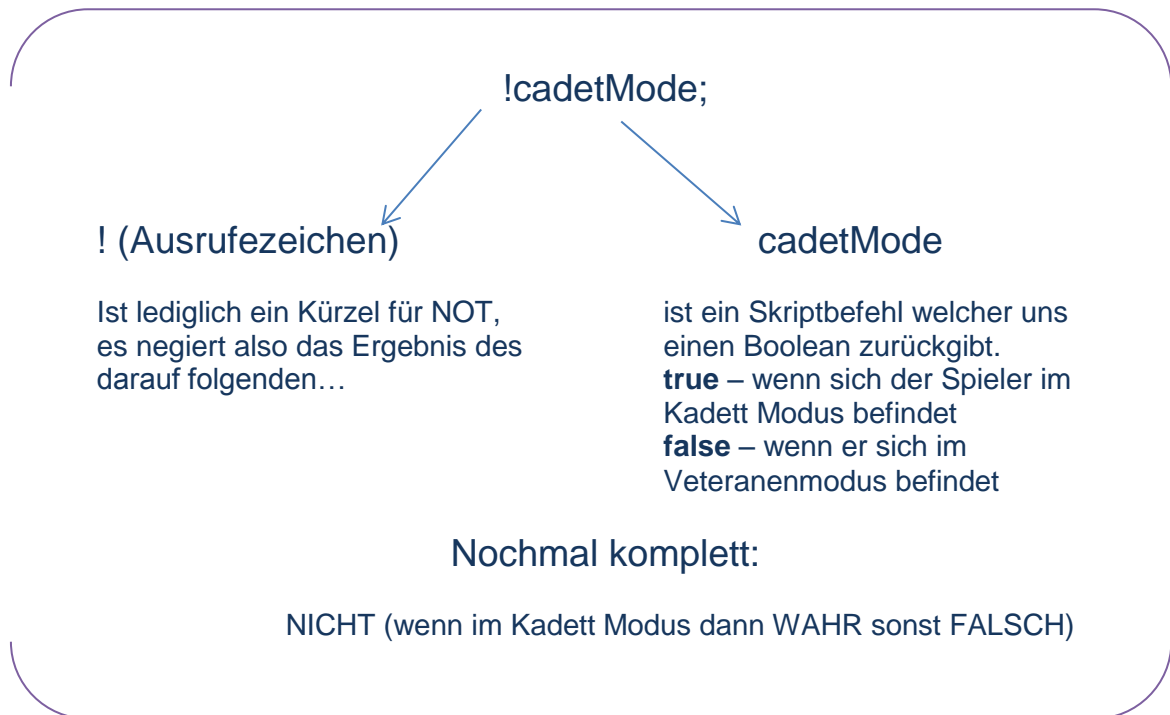 !cadetMode;
! (Ausrufezeichen)
Ist lediglich ein Kürzel für NOT,
es negiert also das Ergebnis des
darauf folgenden…
cadetMode
ist ein Skriptbefehl welcher uns
einen Boolean zurückgibt.
true – wenn sich der Spieler im
Kadett Modus befindet
false – wenn er sich im
Veteranenmodus befindet
Nochmal komplett:
NICHT (wenn im Kadett Modus dann WAHR sonst FALSCH)